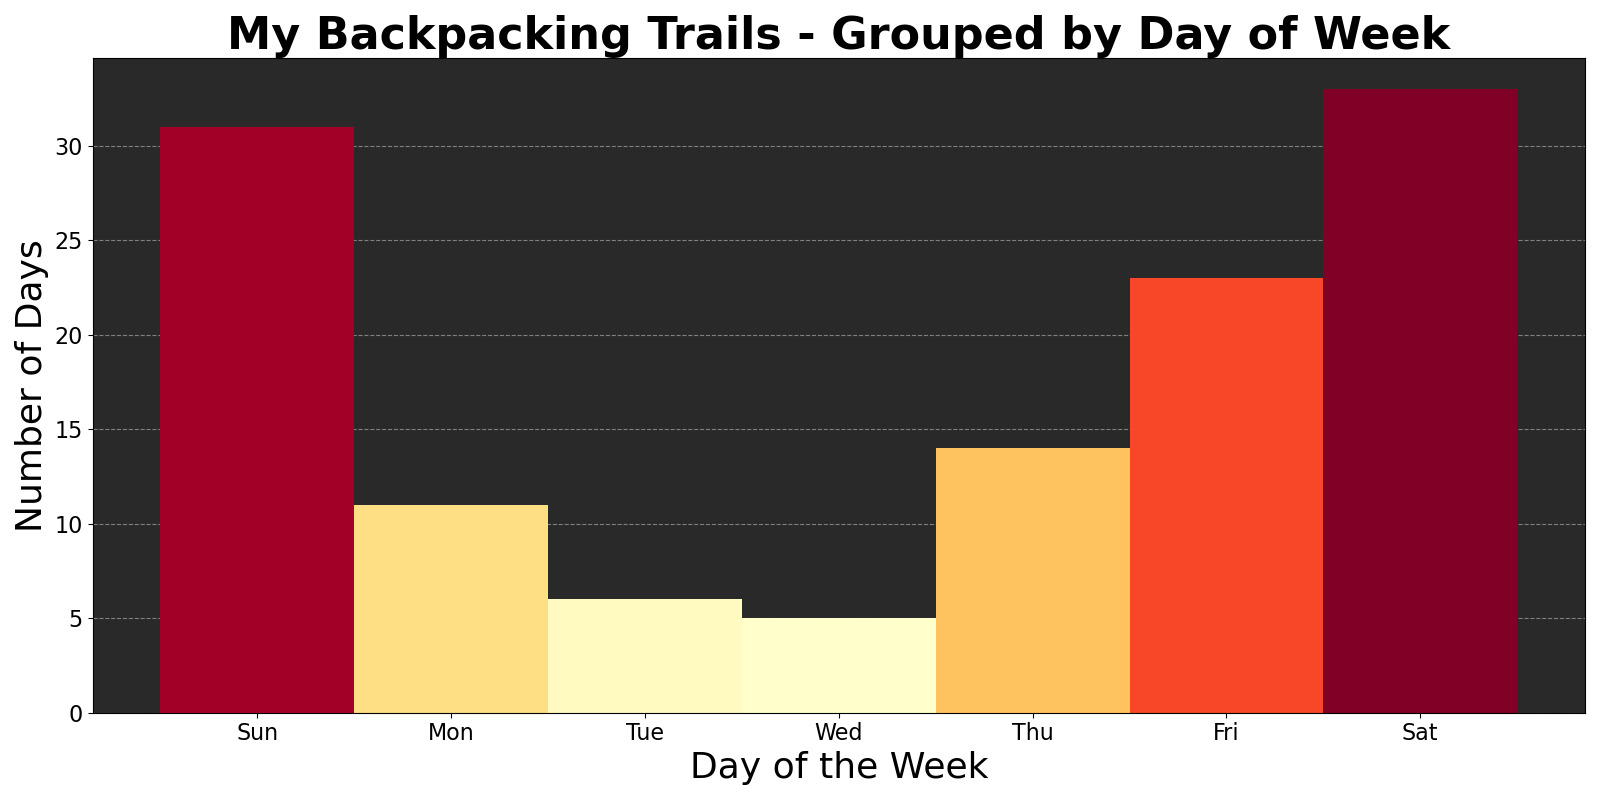 My Backpacking Trails - Grouped by Day of Week
Number of Days
30
25
20
15
10
5
0
Sun Mon Tue Wed Thu Fri Sat
Day of the Week